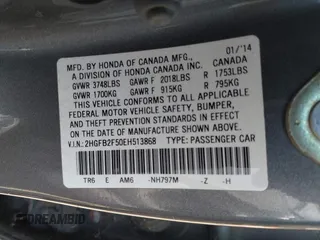 MFD. BY HONDA OF CANADA MFG., 01/'14
A DIVISION OF HONDA CANADA INC. CANADA
GVWR 3748LBS GAWR F 2018LBS R 1753LBS
GVWR 1700KG GAWR F 915KG R 795KG
THIS VEHICLE CONFORMS TO ALL APPLICABLE
FEDERAL MOTOR VEHICLE SAFETY, BUMPER,
AND THEFT PREVENTION STANDARDS IN EFFECT
ON THE DATE OF MANUFACTURE SHOWN ABOVE.
V.I.N.: 2HGFB2F50EH513868 TYPE: PASSENGER CAR
TR6 E AM6 -NH797M -Z -H
DREAMBID